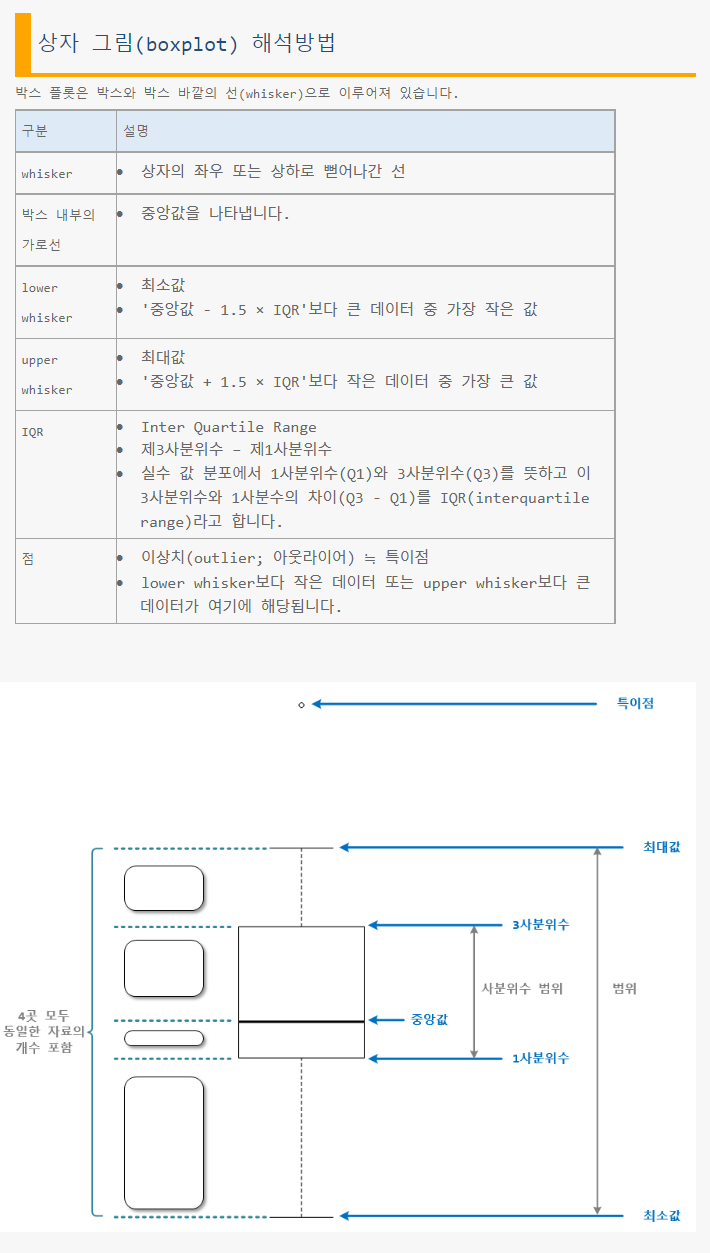 상자 그림(boxplot) 해석방법
박스 플롯은 박스와 박스 바깥의 선(whisker)으로 이루어져 있습니다.
구분 설명
whisker • 상자의 좌우 또는 상하로 뻗어나간 선
박스 내부의 • 중앙값을 나타냅니다.
가로선
lower • 최소값
whisker • '중앙값 - 1.5 × IQR'보다 큰 데이터 중 가장 작은 값
upper • 최대값
whisker • '중앙값 + 1.5 × IQR'보다 작은 데이터 중 가장 큰 값
IQR • Inter Quartile Range
• 제3사분위수 – 제1사분위수
• 실수 값 분포에서 1사분위수(Q1)와 3사분위수(Q3)를 뜻하고 이
3사분위수와 1사분수의 차이(Q3 - Q1)를 IQR(interquartile
range)라고 합니다.
점 • 이상치(outlier; 아웃라이어) ≒ 특이점
• lower whisker보다 작은 데이터 또는 upper whisker보다 큰
데이터가 여기에 해당됩니다.
특이점
최대값
3사분위수
사분위수 범위
범위
4곳 모두
동일한 자료의
개수 포함
중앙값
1사분위수
최소값